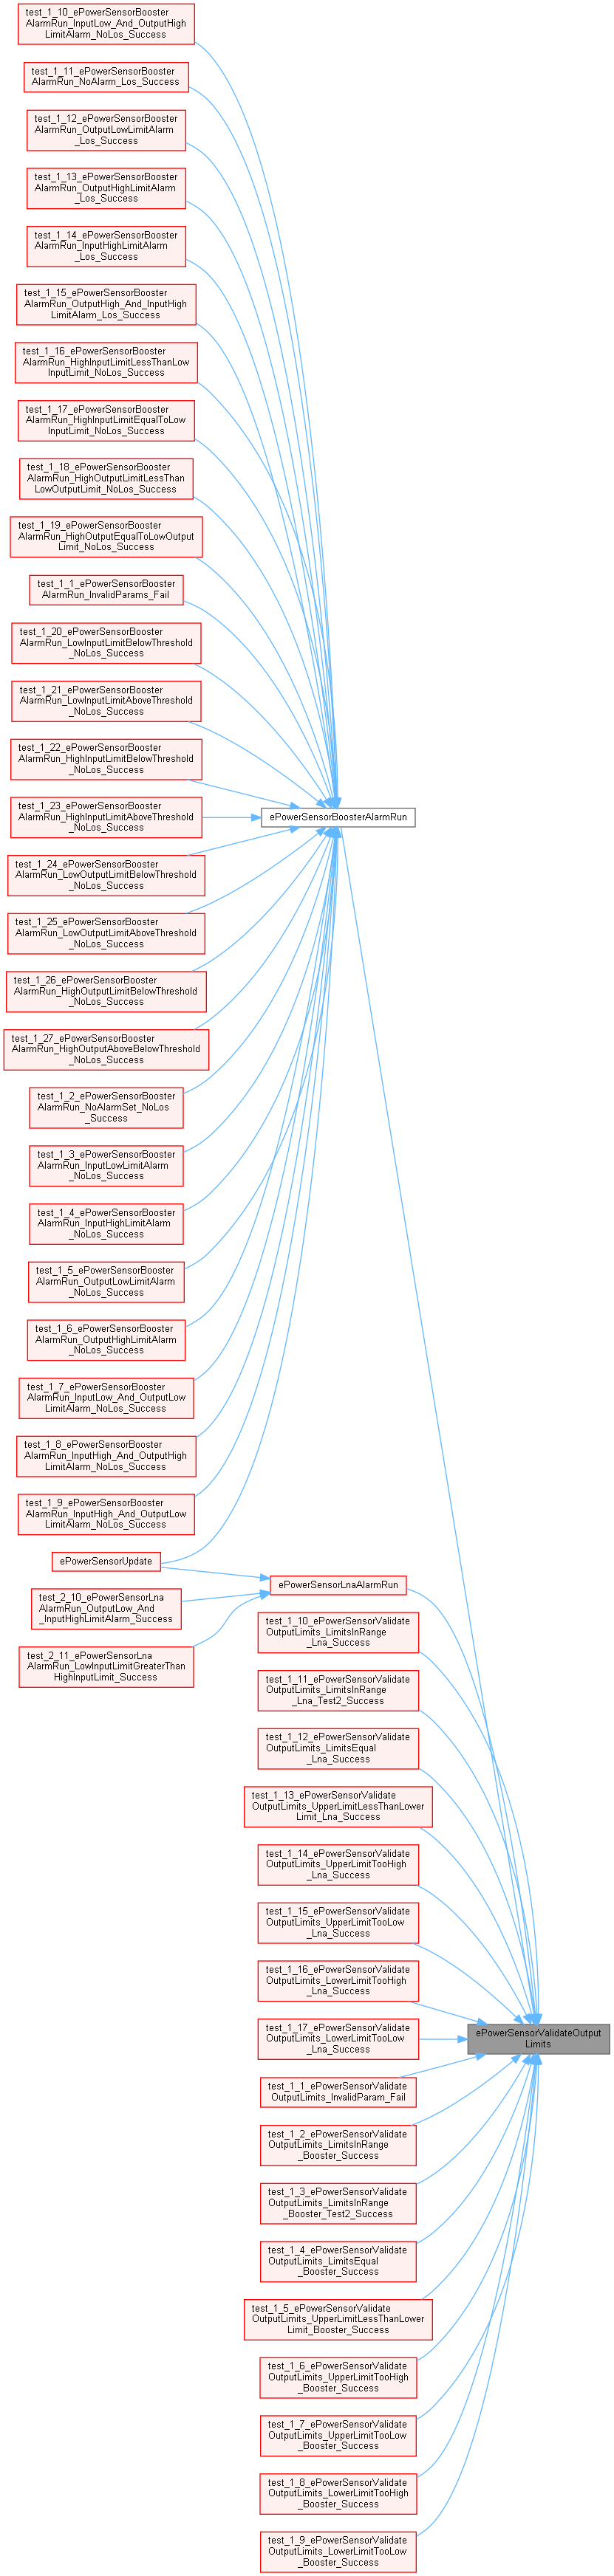 test_1_10_ePowerSensorBooster
AlarmRun_InputLow_And_OutputHigh
LimitAlarm_NoLos_Success
test_1_11_ePowerSensorBooster
AlarmRun_NoAlarm_Los_Success
test_1_12_ePowerSensorBooster
AlarmRun_OutputLowLimitAlarm
_Los_Success
test_1_13_ePowerSensorBooster
AlarmRun_OutputHighLimitAlarm
_Los_Success
test_1_14_ePowerSensorBooster
AlarmRun_InputHighLimitAlarm
_Los_Success
test_1_15_ePowerSensorBooster
AlarmRun_OutputHigh_And_InputHigh
LimitAlarm_Los_Success
test_1_16_ePowerSensorBooster
AlarmRun_HighInputLimitLessThanLow
InputLimit_NoLos_Success
test_1_17_ePowerSensorBooster
AlarmRun_HighInputLimitEqualToLow
InputLimit_NoLos_Success
test_1_18_ePowerSensorBooster
AlarmRun_HighOutputLimitLessThan
LowOutputLimit_NoLos_Success
test_1_19_ePowerSensorBooster
AlarmRun_HighOutputEqualToLowOutput
Limit_NoLos_Success
test_1_1_ePowerSensorBooster
AlarmRun_InvalidParams_Fail
test_1_20_ePowerSensorBooster
AlarmRun_LowInputLimitBelowThreshold
_NoLos_Success
test_1_21_ePowerSensorBooster
AlarmRun_LowInputLimitAboveThreshold
_NoLos_Success
test_1_22_ePowerSensorBooster
AlarmRun_HighInputLimitBelowThreshold
_NoLos_Success
test_1_23_ePowerSensorBooster
AlarmRun_HighInputLimitAboveThreshold
_NoLos_Success
ePowerSensorBoosterAlarmRun
test_1_24_ePowerSensorBooster
AlarmRun_LowOutputLimitBelowThreshold
_NoLos_Success
test_1_25_ePowerSensorBooster
AlarmRun_LowOutputLimitAboveThreshold
_NoLos_Success
test_1_26_ePowerSensorBooster
AlarmRun_HighOutputLimitBelowThreshold
_NoLos_Success
test_1_27_ePowerSensorBooster
AlarmRun_HighOutputAboveBelowThreshold
_NoLos_Success
test_1_2_ePowerSensorBooster
AlarmRun_NoAlarmSet_NoLos
_Success
test_1_3_ePowerSensorBooster
AlarmRun_InputLowLimitAlarm
_NoLos_Success
test_1_4_ePowerSensorBooster
AlarmRun_InputHighLimitAlarm
_NoLos_Success
test_1_5_ePowerSensorBooster
AlarmRun_OutputLowLimitAlarm
_NoLos_Success
test_1_6_ePowerSensorBooster
AlarmRun_OutputHighLimitAlarm
_NoLos_Success
test_1_7_ePowerSensorBooster
AlarmRun_InputLow_And_OutputLow
LimitAlarm_NoLos_Success
test_1_8_ePowerSensorBooster
AlarmRun_InputHigh_And_OutputHigh
LimitAlarm_NoLos_Success
test_1_9_ePowerSensorBooster
AlarmRun_InputHigh_And_OutputLow
LimitAlarm_NoLos_Success
ePowerSensorUpdate
ePowerSensorLnaAlarmRun
test_2_10_ePowerSensorLna
AlarmRun_OutputLow_And
_InputHighLimitAlarm_Success
test_2_11_ePowerSensorLna
AlarmRun_LowInputLimitGreaterThan
HighInputLimit_Success
test_1_10_ePowerSensorValidate
OutputLimits_LimitsInRange
_Lna_Success
test_1_11_ePowerSensorValidate
OutputLimits_LimitsInRange
_Lna_Test2_Success
test_1_12_ePowerSensorValidate
OutputLimits_LimitsEqual
_Lna_Success
test_1_13_ePowerSensorValidate
OutputLimits_UpperLimitLessThanLower
Limit_Lna_Success
test_1_14_ePowerSensorValidate
OutputLimits_UpperLimitTooHigh
_Lna_Success
test_1_15_ePowerSensorValidate
OutputLimits_UpperLimitTooLow
_Lna_Success
test_1_16_ePowerSensorValidate
OutputLimits_LowerLimitTooHigh
_Lna_Success
test_1_17_ePowerSensorValidate
OutputLimits_LowerLimitTooLow
_Lna_Success
ePowerSensorValidateOutput
Limits
test_1_1_ePowerSensorValidate
OutputLimits_InvalidParam_Fail
test_1_2_ePowerSensorValidate
OutputLimits_LimitsInRange
_Booster_Success
test_1_3_ePowerSensorValidate
OutputLimits_LimitsInRange
_Booster_Test2_Success
test_1_4_ePowerSensorValidate
OutputLimits_LimitsEqual
_Booster_Success
test_1_5_ePowerSensorValidate
OutputLimits_UpperLimitLessThanLower
Limit_Booster_Success
test_1_6_ePowerSensorValidate
OutputLimits_UpperLimitTooHigh
_Booster_Success
test_1_7_ePowerSensorValidate
OutputLimits_UpperLimitTooLow
_Booster_Success
test_1_8_ePowerSensorValidate
OutputLimits_LowerLimitTooHigh
_Booster_Success
test_1_9_ePowerSensorValidate
OutputLimits_LowerLimitTooLow
_Booster_Success